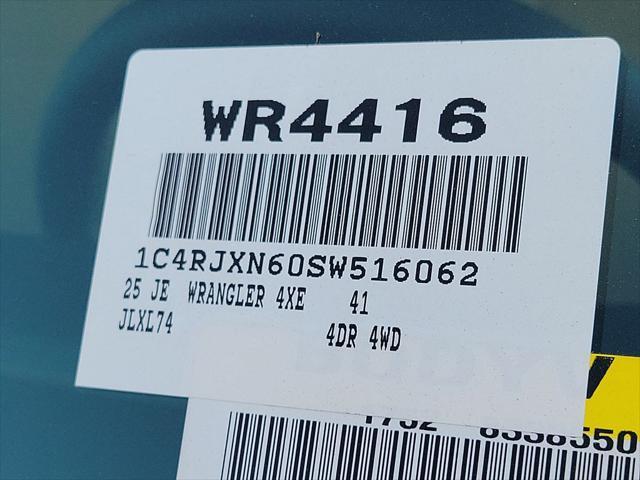 WR4416
1C4RJXN60SW516062
25 JE WRANGLER 4XE 41
JLXL74 4DR 4WD